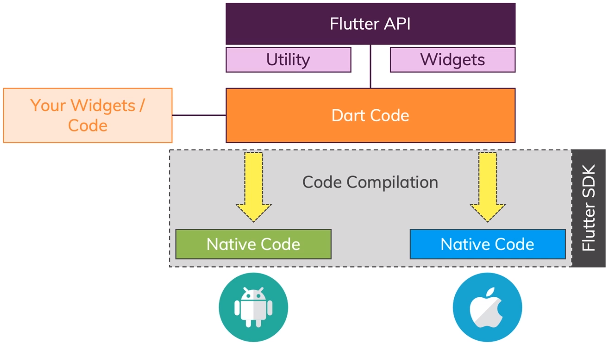 Flutter API
Utility
Widgets
Your Widgets /
Code
Dart Code
Code Compilation
Flutter SDK
Native Code
Native Code